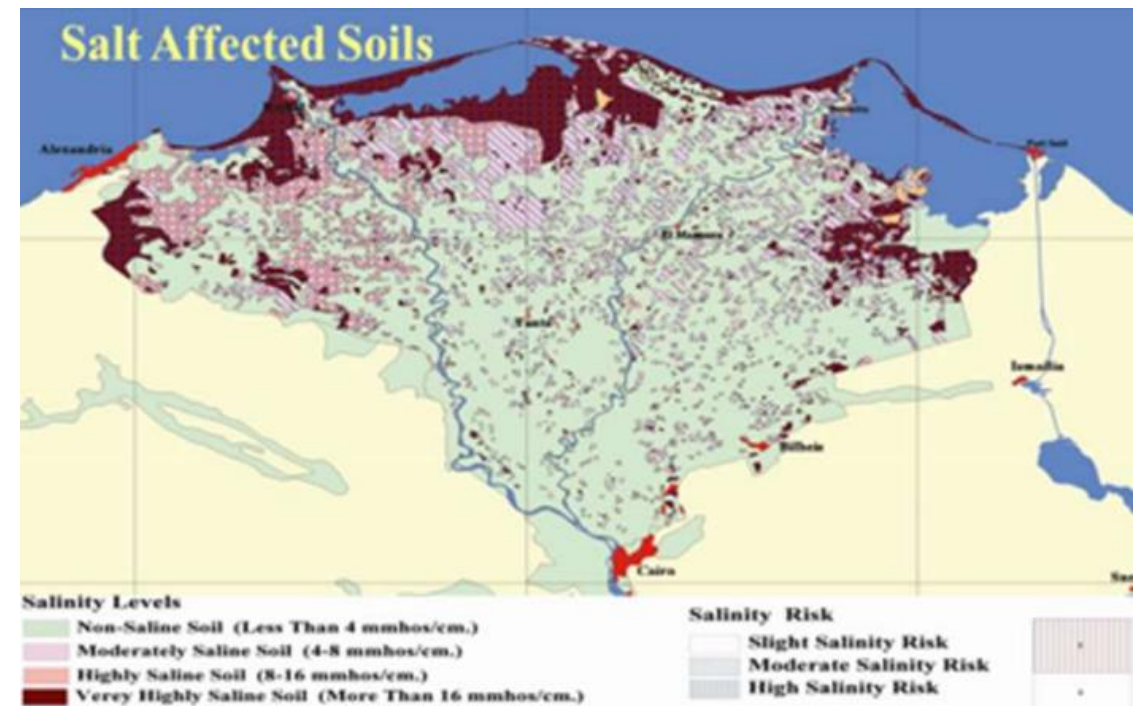 Salt Affected Soils
Alexandria
Port Said
El Mansura
Tanta
Ismailia
Bilbeis
Cairo
Salinity Levels
Non-Saline Soil (Less Than 4 mmhos/cm.)
Moderately Saline Soil (4-8 mmhos/cm.)
Highly Saline Soil (8-16 mmhos/cm.)
Verey Highly Saline Soil (More Than 16 mmhos/cm.)
Salinity Risk
Slight Salinity Risk
Moderate Salinity Risk
High Salinity Risk